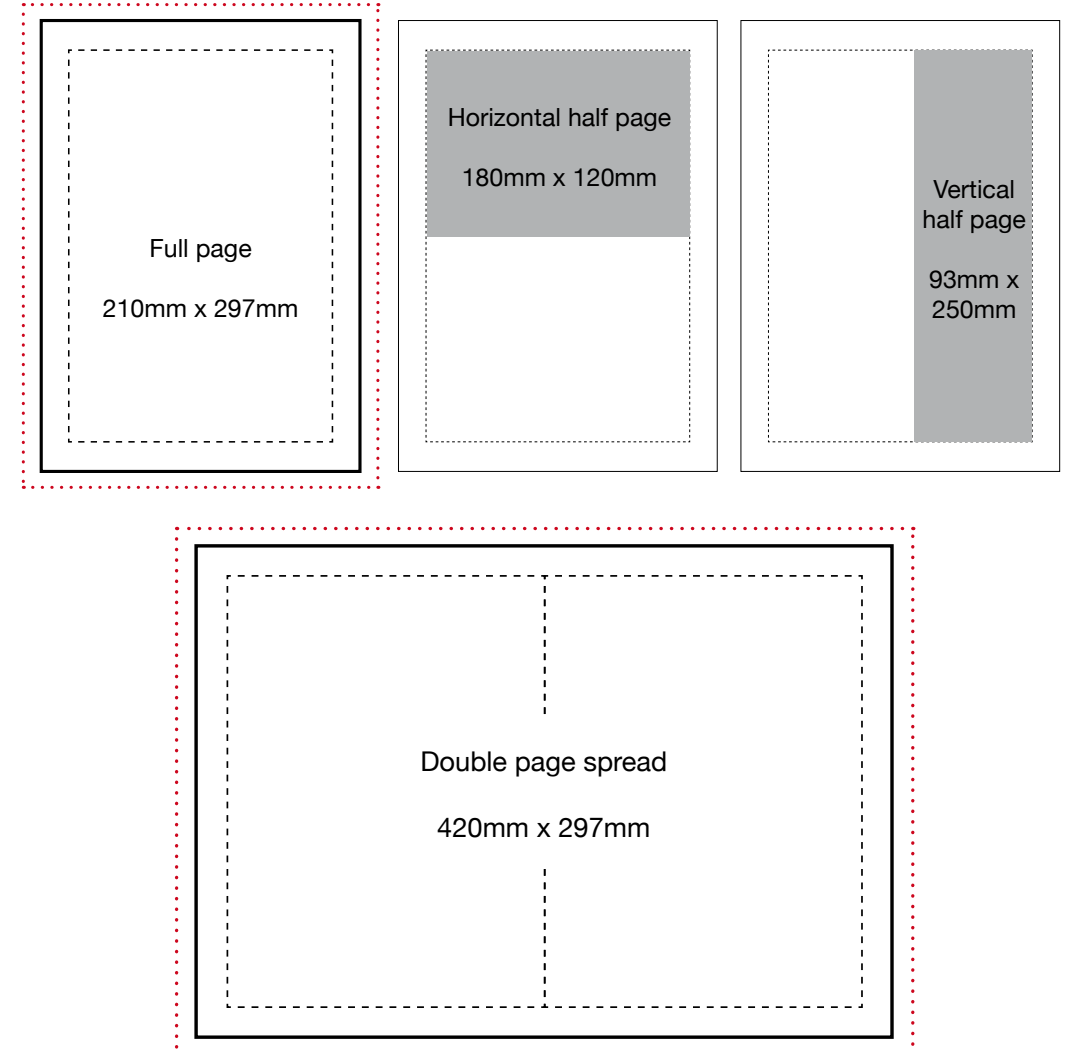 Full page
210mm x 297mm
Horizontal half page
180mm x 120mm
Vertical
half page
93mm x
250mm
Double page spread
420mm x 297mm